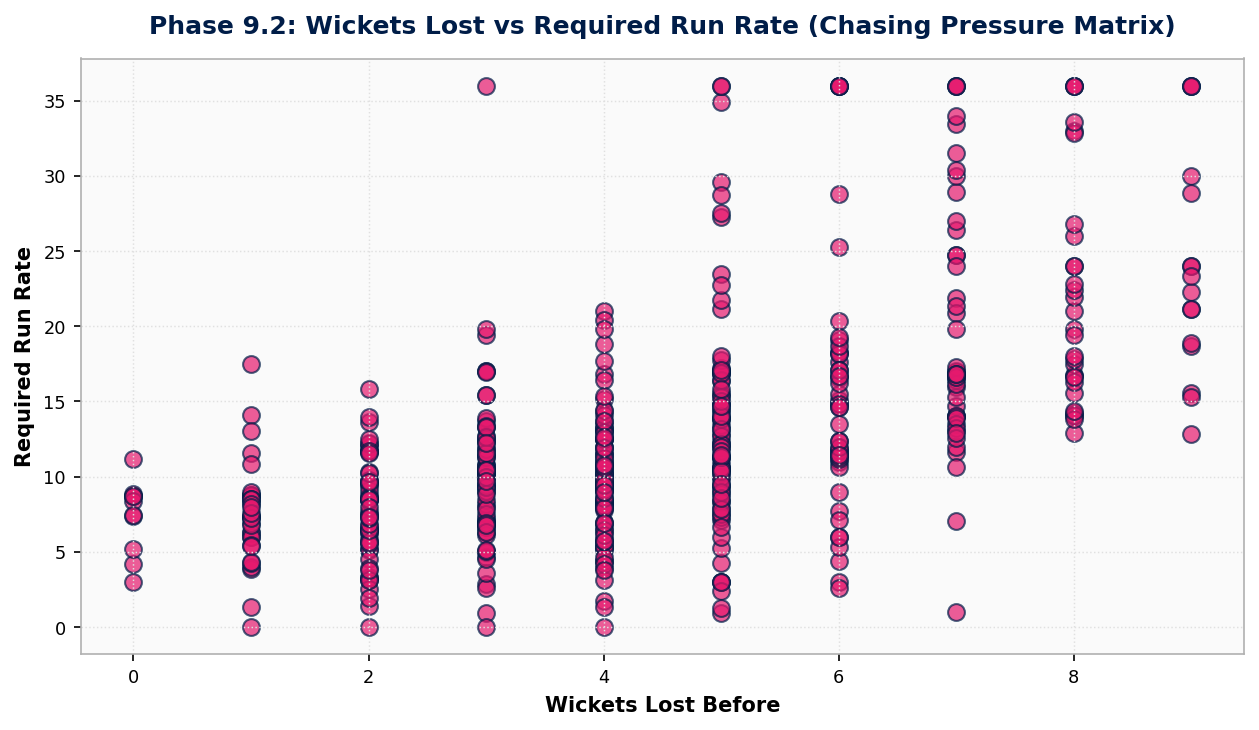 Phase 9.2: Wickets Lost vs Required Run Rate (Chasing Pressure Matrix)
Required Run Rate
35
30
25
20
15
10
5
0
0 2 4 6 8
Wickets Lost Before